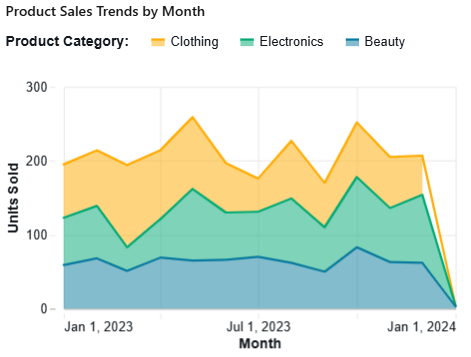 Product Sales Trends by Month
Product Category: Clothing Electronics Beauty
300
200
100
0
Units Sold
Jan 1, 2023 Jul 1, 2023 Jan 1, 2024
Month